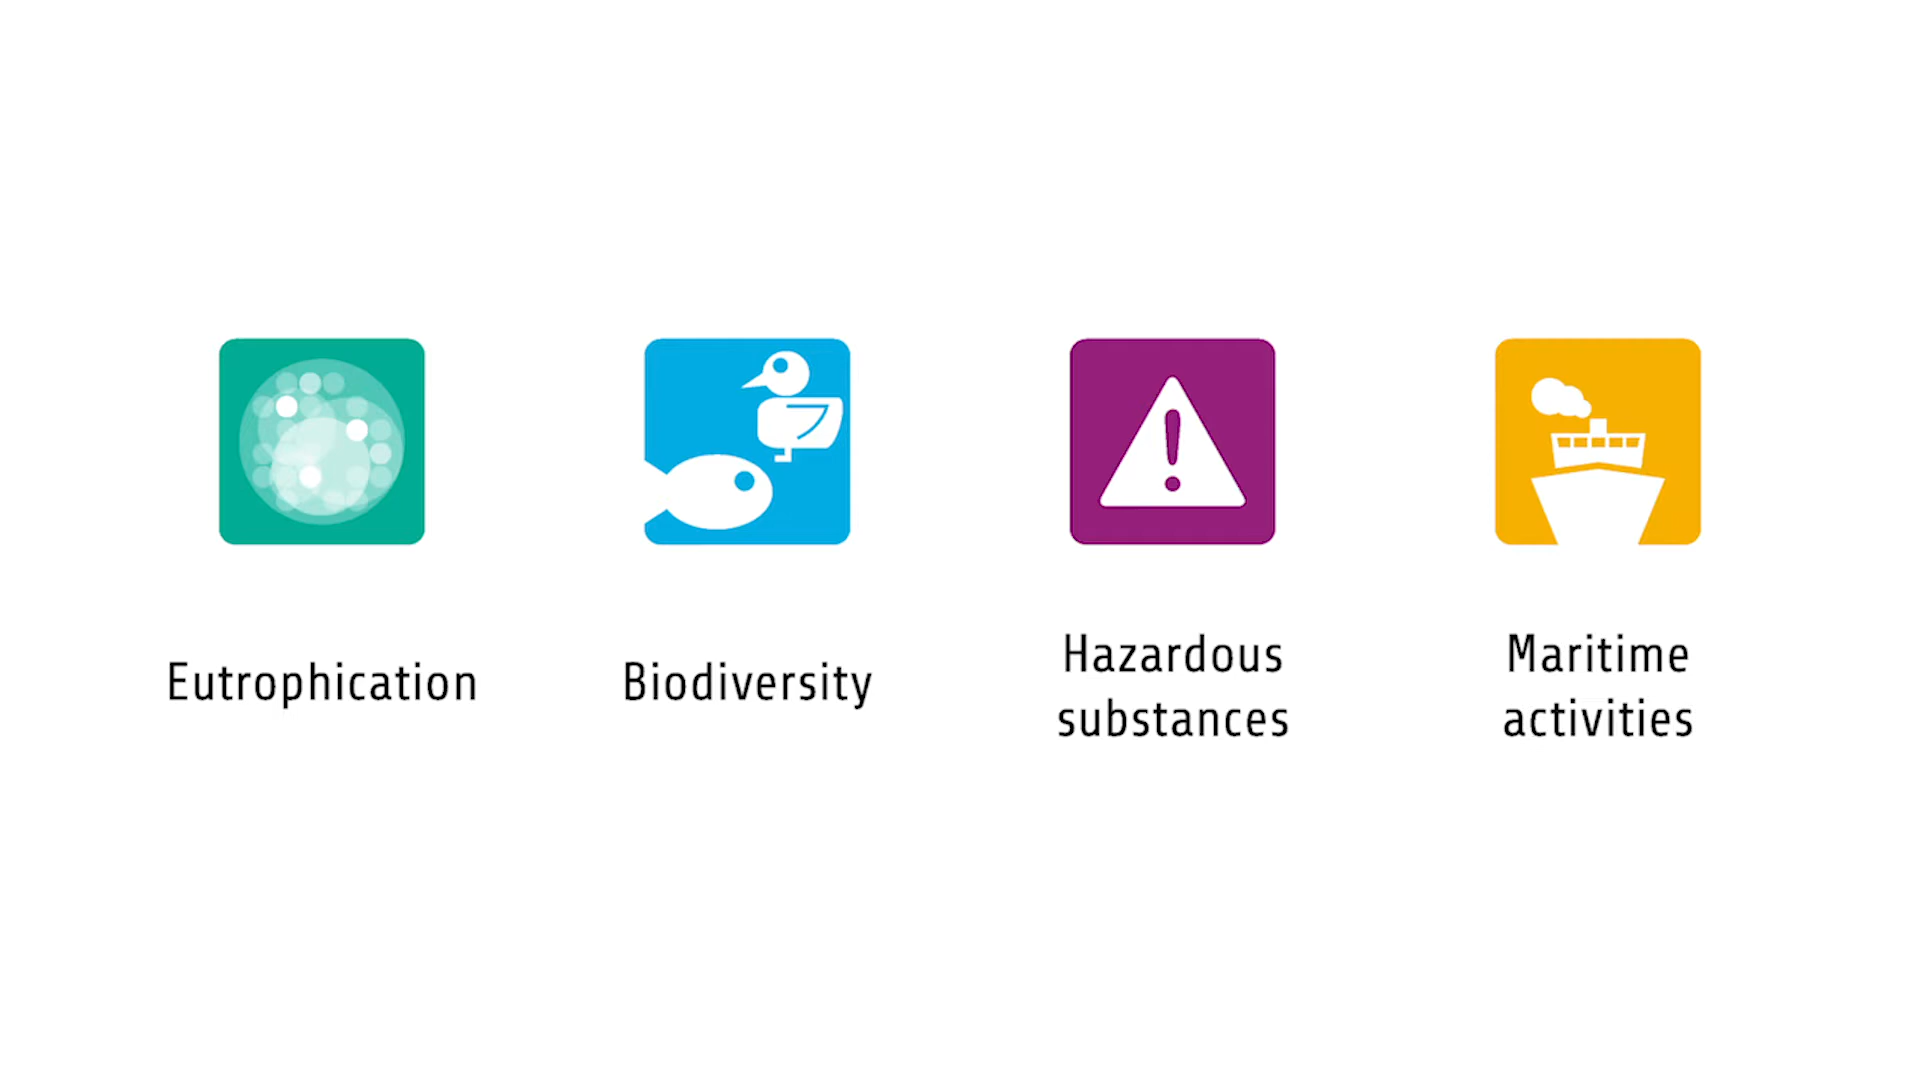 Eutrophication
Biodiversity
Hazardous
substances
Maritime
activities